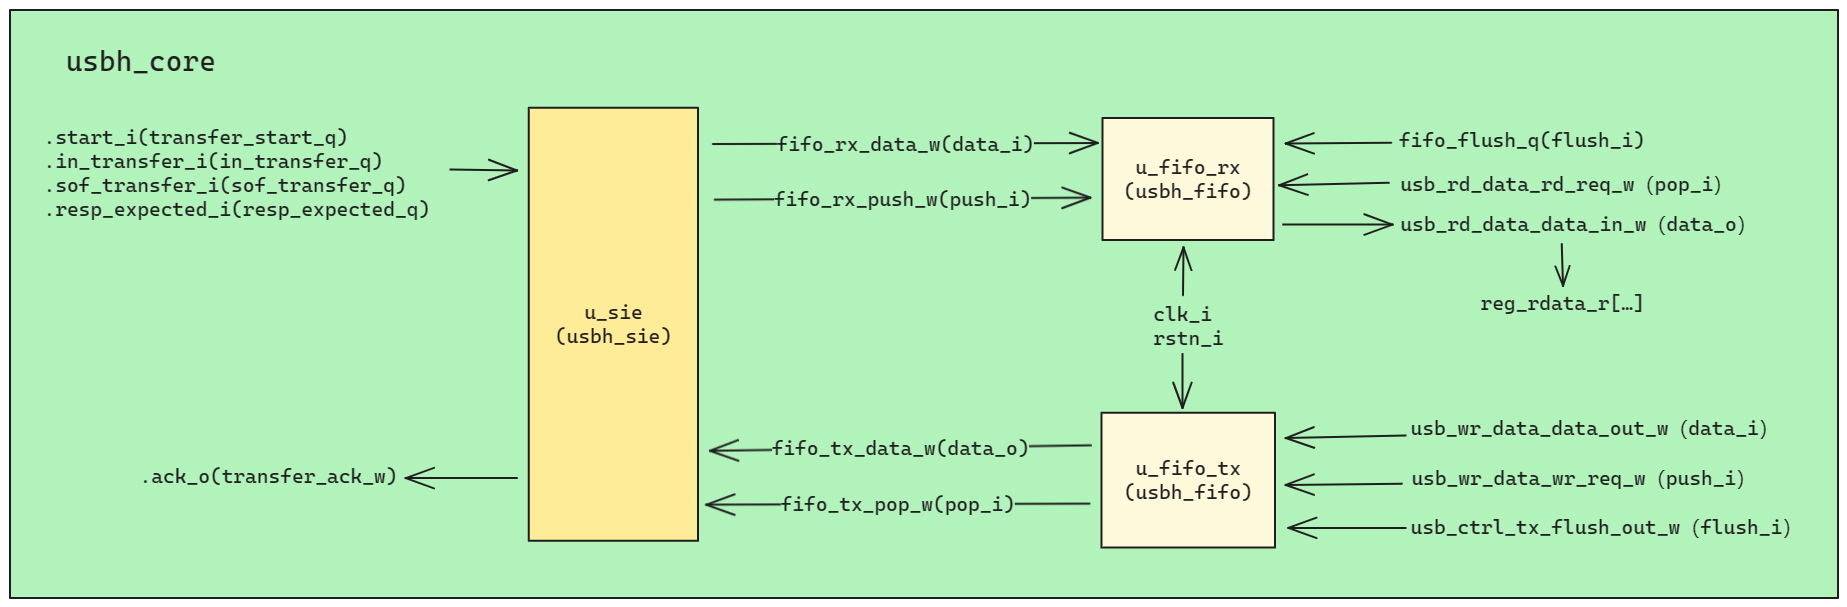 usbh_core
.start_i(transfer_start_q)
.in_transfer_i(in_transfer_q)
.sof_transfer_i(sof_transfer_q)
.resp_expected_i(resp_expected_q)
.ack_o(transfer_ack_w)
u_sie
(usbh_sie)
fifo_rx_data_w(data_i)
fifo_rx_push_w(push_i)
fifo_tx_data_w(data_o)
fifo_tx_pop_w(pop_i)
u_fifo_rx
(usbh_fifo)
clk_i
rstn_i
u_fifo_tx
(usbh_fifo)
fifo_flush_q(flush_i)
usb_rd_data_rd_req_w (pop_i)
usb_rd_data_data_in_w (data_o)
reg_rdata_r[…]
usb_wr_data_data_out_w (data_i)
usb_wr_data_wr_req_w (push_i)
usb_ctrl_tx_flush_out_w (flush_i)